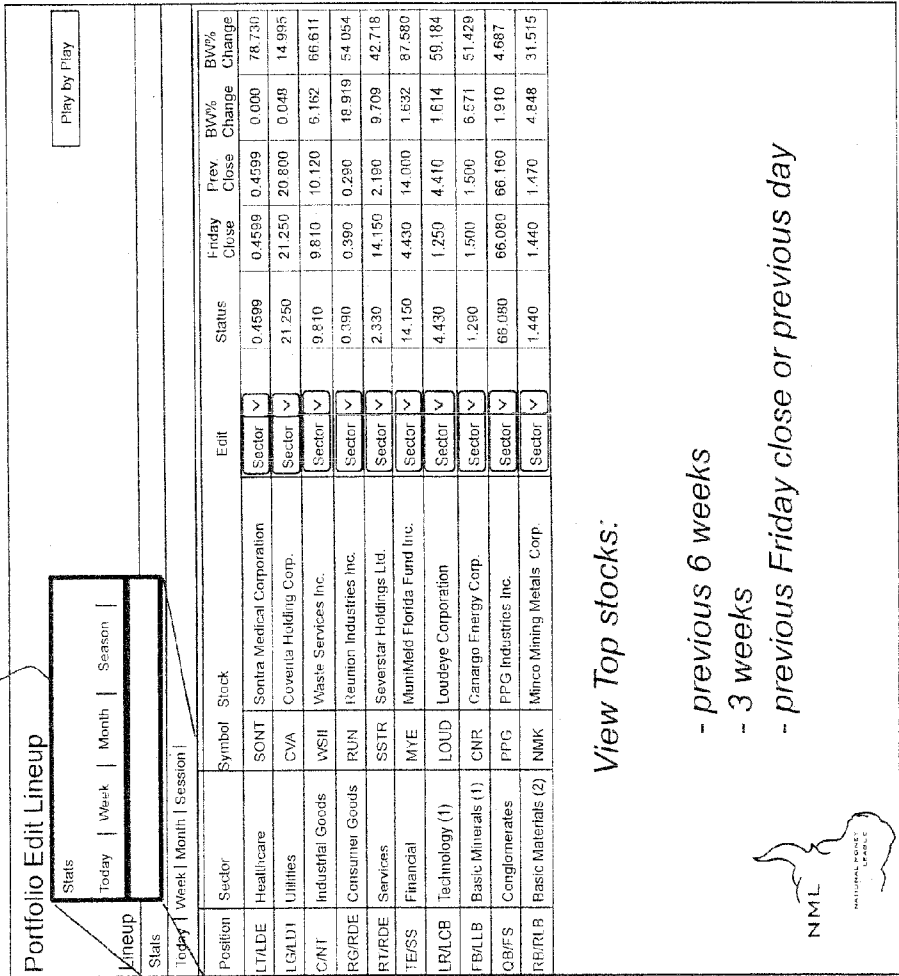 Portfolio Edit Lineup
Play by Play
Stats
Today | Week | Month | Season |
Lineup
Stats
Today | Week | Month | Session |
Position Sector Symbol Stock Edit Status Friday Close Prev. Close BW% Change BW% Change
LT/LDE Healthcare SONT Sontra Medical Corporation Sector 0.4599 0.4599 0.4599 0.000 78.730
LG/LDT Utilities CVA Coventa Holding Corp. Sector 21.250 21.250 20.800 0.048 14.995
C/NT Industrial Goods WSII Waste Services Inc. Sector 9.810 9.810 10.120 6.162 66.611
RG/RDE Consumer Goods RUN Reunion Industries Inc. Sector 0.390 0.390 0.290 18.919 54.054
RT/RDE Services SSTR Severstar Holdings Ltd. Sector 2.330 14.150 2.190 9.709 42.718
TE/SS Financial MYE MuniMeld Florida Fund Inc. Sector 14.150 4.430 14.000 1.632 87.580
LR/LCB Technology (1) LOUD Loudeye Corporation Sector 4.430 1.250 4.410 1.614 59.184
FB/LLB Basic Minerals (1) CNR Canargo Energy Corp. Sector 1.290 1.500 1.500 6.571 51.429
QB/FS Conglomerates PPG PPG Industries Inc. Sector 66.080 66.080 66.160 1.910 4.687
RB/RLB Basic Materials (2) NMK Minco Mining Metals Corp. Sector 1.440 1.440 1.470 4.848 31.515
View Top stocks:
- previous 6 weeks
- 3 weeks
- previous Friday close or previous day
NML
NATIONAL MONEY
LEAGUE